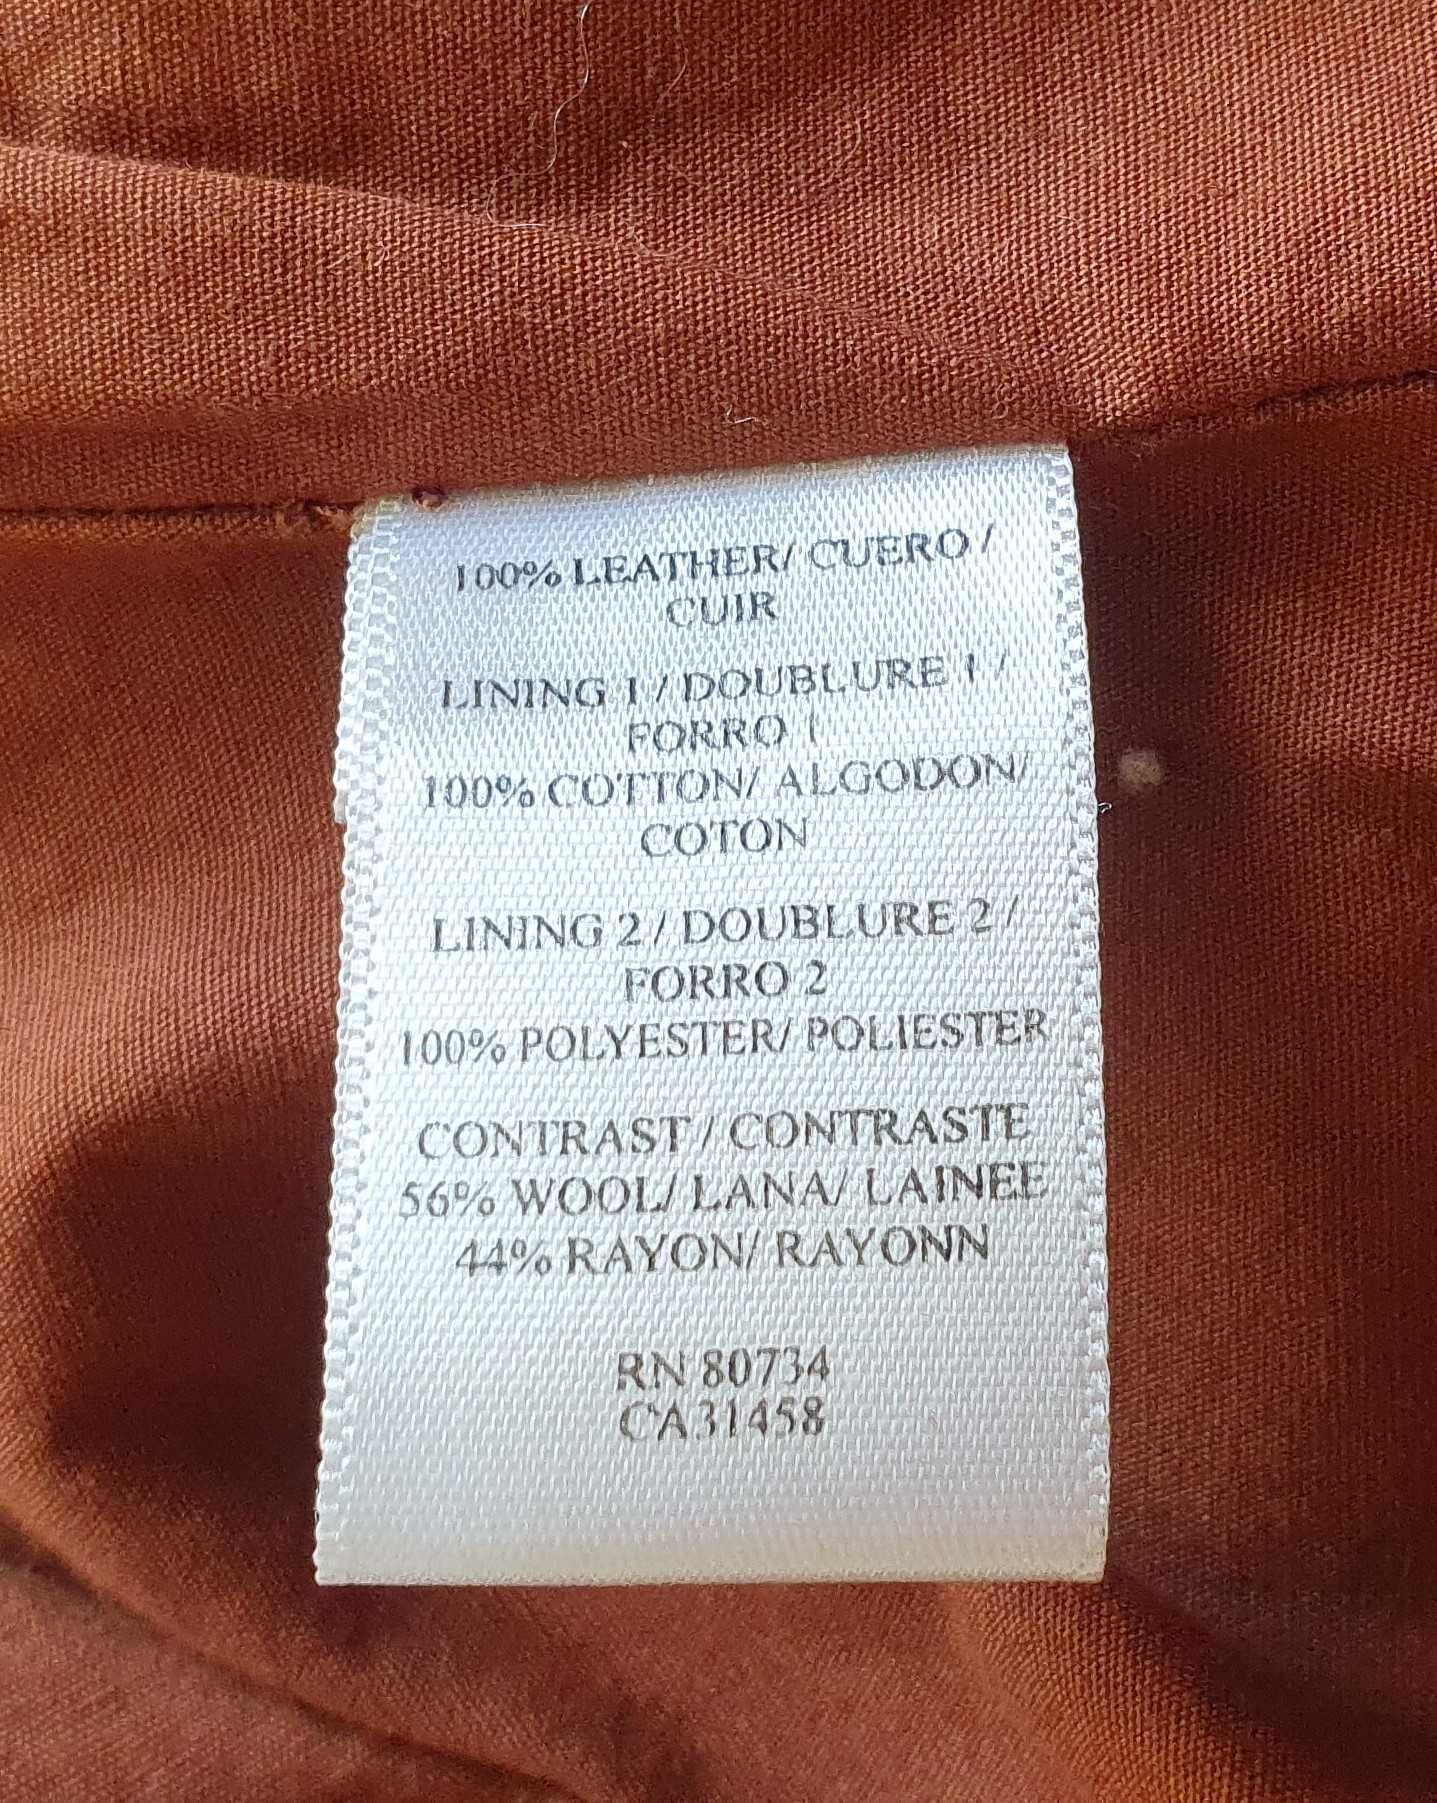 100% LEATHER/ CUERO /
CUIR
LINING 1 / DOUBLURE 1 /
FORRO 1
100% COTTON/ ALGODON/
COTON
LINING 2 / DOUBLURE 2 /
FORRO 2
100% POLYESTER/ POLIESTER
CONTRAST / CONTRASTE
56% WOOL/ LANA/ LAINEE
44% RAYON/ RAYONN
RN 80734
CA31458